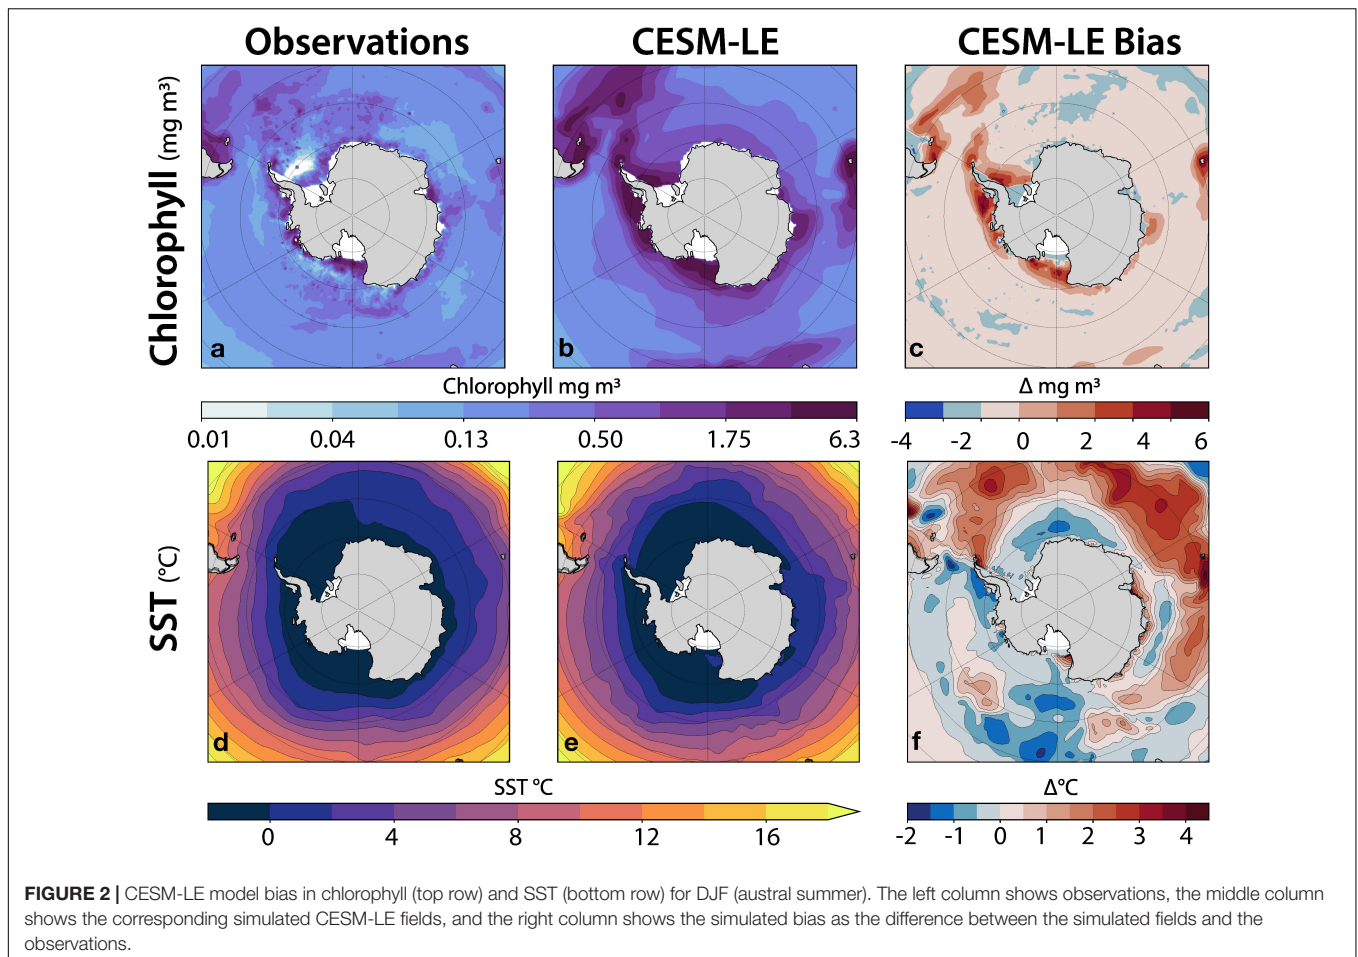 Observations CESM-LE CESM-LE Bias
Chlorophyll (mg m³)
a b c
Chlorophyll mg m³ Δ mg m³
0.01 0.04 0.13 0.50 1.75 6.3 -4 -2 0 2 4 6
SST (°C)
d e f
SST °C Δ°C
0 4 8 12 16 -2 -1 0 1 2 3 4
FIGURE 2 | CESM-LE model bias in chlorophyll (top row) and SST (bottom row) for DJF (austral summer). The left column shows observations, the middle column
shows the corresponding simulated CESM-LE fields, and the right column shows the simulated bias as the difference between the simulated fields and the
observations.